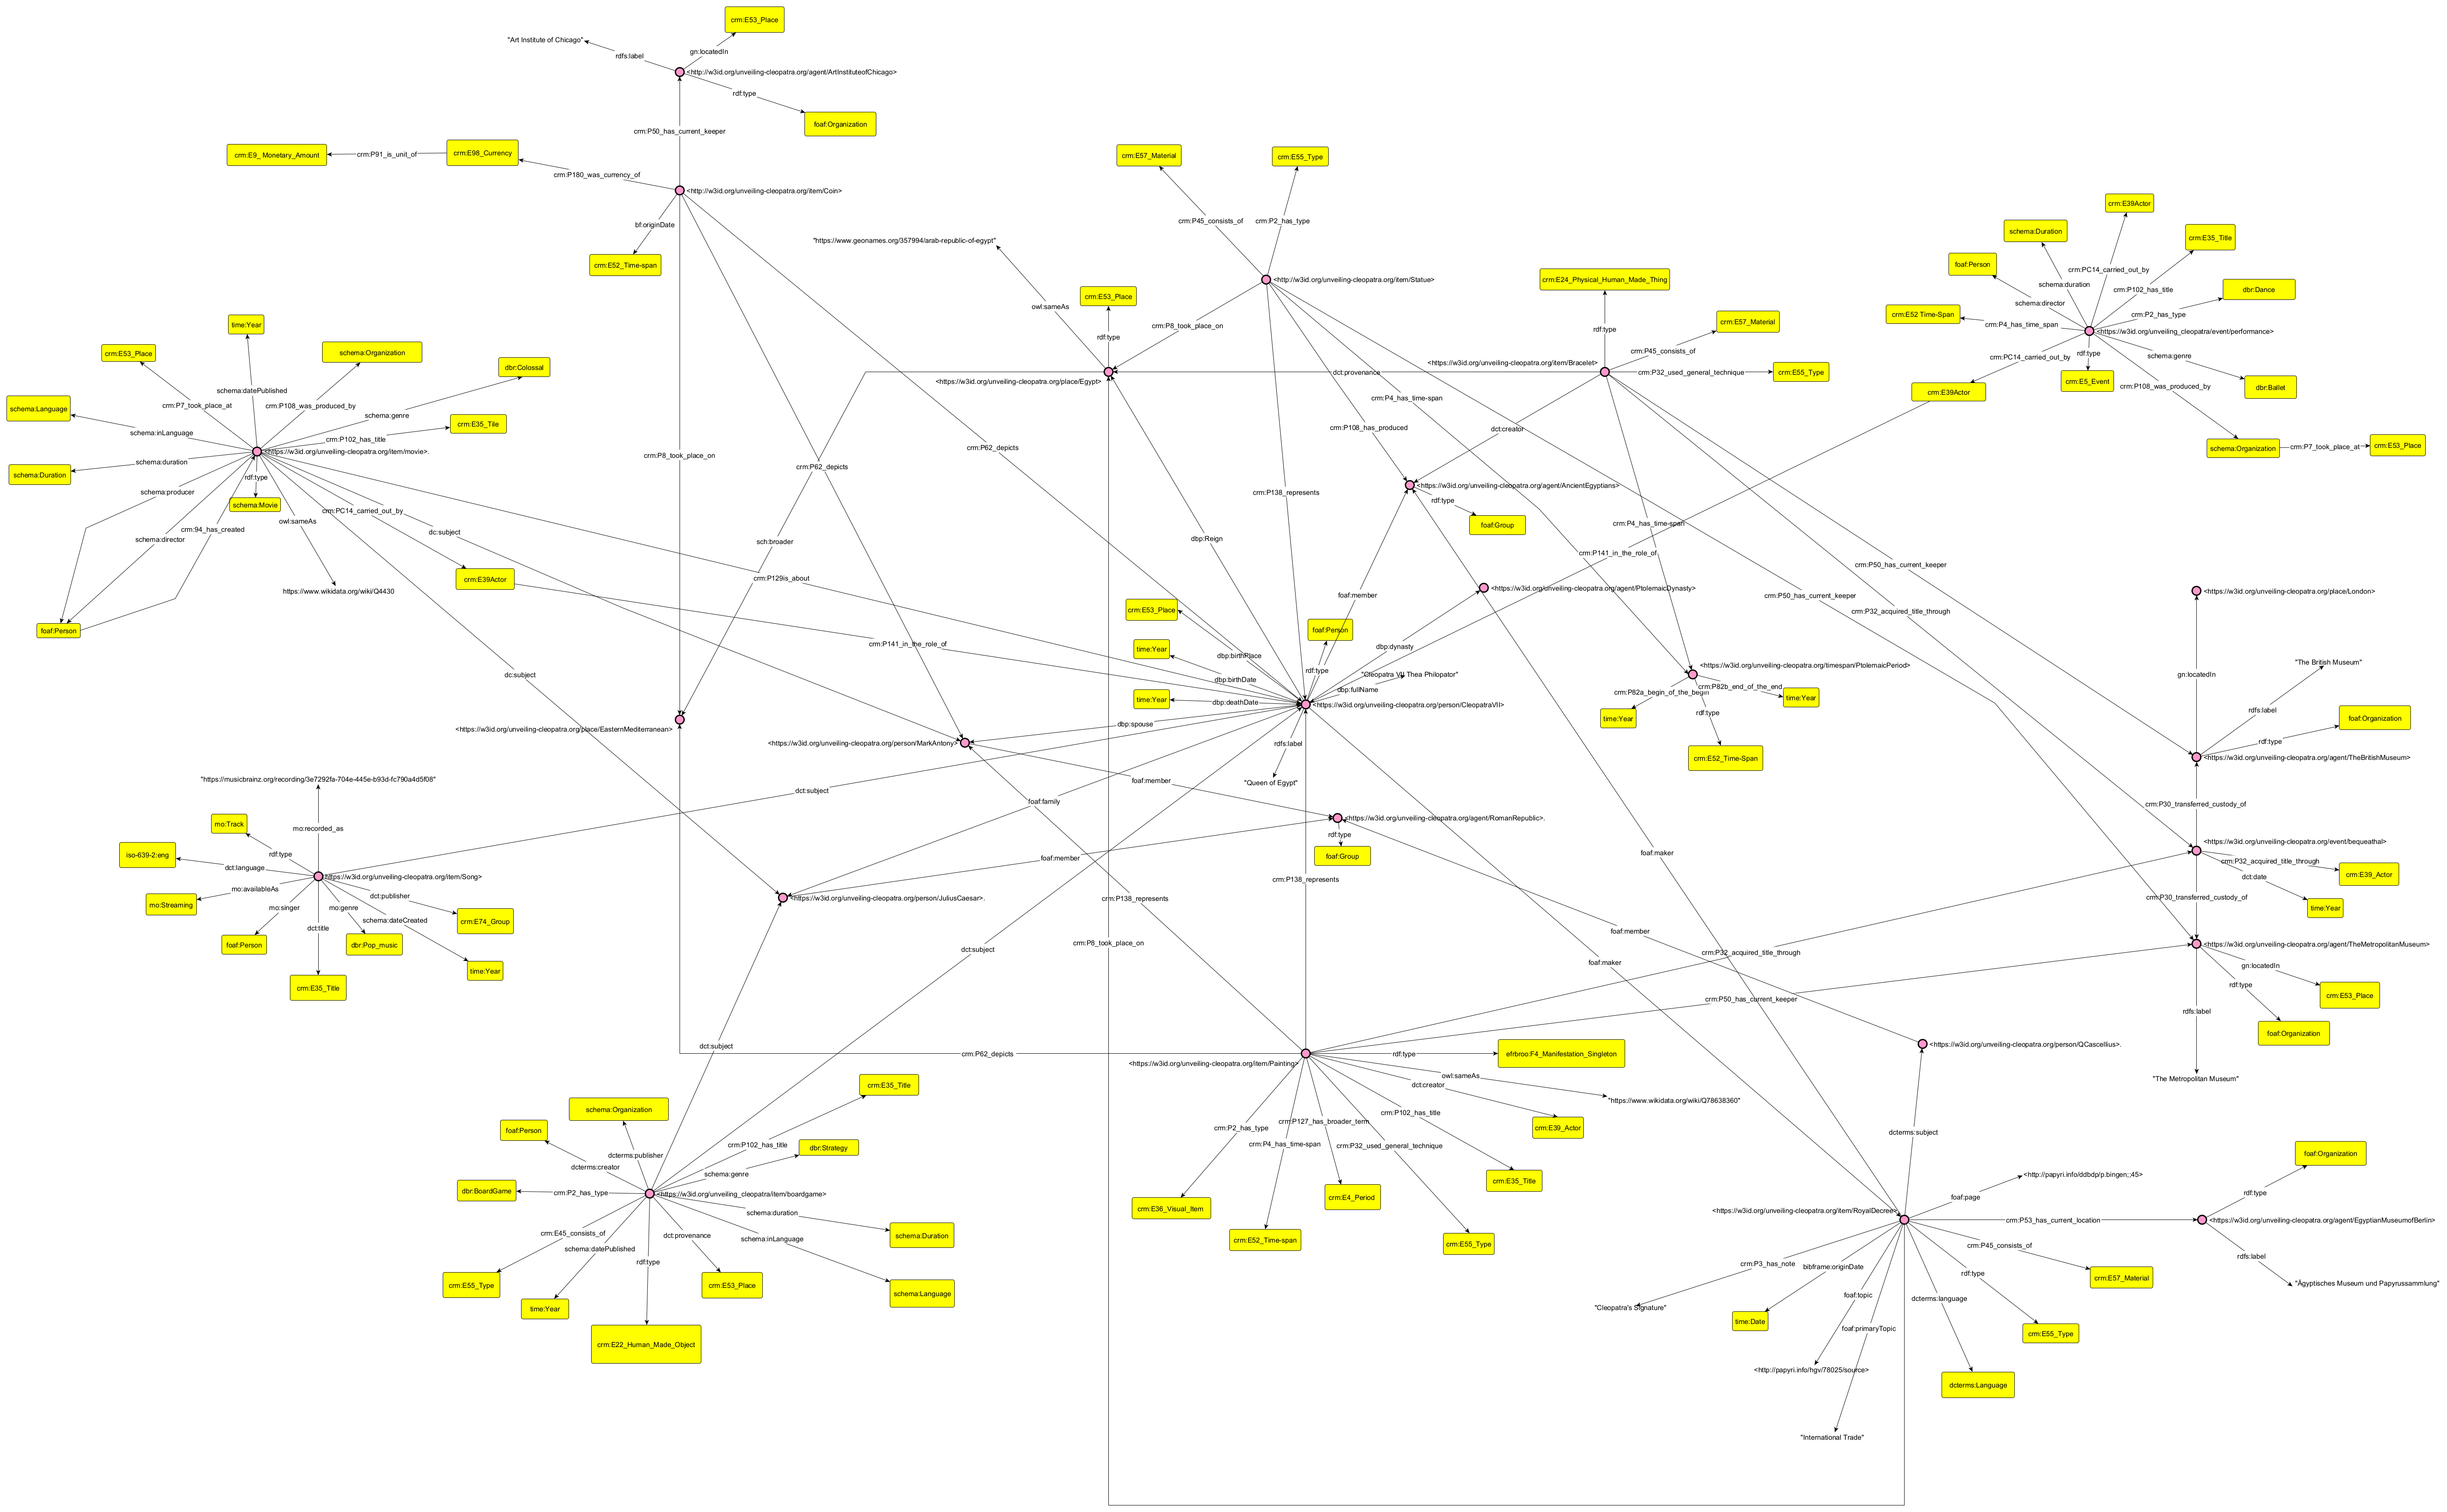 crm:E53_Place
"Art Institute of Chicago"
gn:locatedIn
rdfs:label
<http://w3id.org/unveiling-cleopatra.org/agent/ArtInstituteofChicago>
rdf:type
foaf:Organization
crm:P50_has_current_keeper
crm:E9_ Monetary_Amount
crm:P91_is_unit_of
crm:E98_Currency
crm:P180_was_currency_of
<http://w3id.org/unveiling-cleopatra.org/item/Coin>
bf:originDate
crm:E52_Time-span
crm:P8_took_place_on
crm:P62_depicts
crm:P62_depicts
crm:E57_Material
crm:E55_Type
crm:P45_consists_of
crm:P2_has_type
"https://www.geonames.org/357994/arab-republic-of-egypt"
<http://w3id.org/unveiling-cleopatra.org/item/Statue>
owl:sameAs
crm:E53_Place
rdf:type
crm:P8_took_place_on
<https://w3id.org/unveiling-cleopatra.org/place/Egypt>
crm:E24_Physical_Human_Made_Thing
rdf:type
crm:E57_Material
crm:P45_consists_of
<https://w3id.org/unveiling-cleopatra.org/item/Bracelet>
crm:P32_used_general_technique
crm:E55_Type
dct:provenance
crm:P4_has_time-span
crm:P108_has_produced
dct:creator
crm:P138_represents
<https://w3id.org/unveiling-cleopatra.org/agent/AncientEgyptians>
rdf:type
foaf:Group
crm:P4_has_time-span
crm:P141_in_the_role_of
crm:P50_has_current_keeper
crm:P50_has_current_keeper
crm:P32_acquired_title_through
crm:E39Actor
schema:Duration
crm:E35_Title
foaf:Person
crm:PC14_carried_out_by
schema:duration
crm:P102_has_title
dbr:Dance
schema:director
crm:E52 Time-Span
crm:P2_has_type
crm:P4_has_time_span
<https://w3id.org/unveiling_cleopatra/event/performance>
crm:PC14_carried_out_by
rdf:type
schema:genre
crm:E5_Event
crm:P108_was_produced_by
dbr:Ballet
crm:E39Actor
schema:Organization
crm:P7_took_place_at
crm:E53_Place
time:Year
crm:E53_Place
schema:Organization
dbr:Colossal
schema:datePublished
crm:P7_took_place_at
crm:P108_was_produced_by
schema:genre
schema:Language
schema:inLanguage
crm:P102_has_title
crm:E35_Tile
<https://w3id.org/unveiling-cleopatra.org/item/movie>.
schema:duration
schema:Duration
rdf:type
schema:producer
schema:Movie
crm:PC14_carried_out_by
owl:sameAs
crm:94_has_created
schema:director
dc:subject
crm:E39Actor
https://www.wikidata.org/wiki/Q4430
foaf:Person
sch:broader
crm:P129is_about
crm:P141_in_the_role_of
dc:subject
dbp:Reign
foaf:member
<https://w3id.org/unveiling-cleopatra.org/agent/PtolemaicDynasty>
crm:E53_Place
foaf:Person
dbp:dynasty
time:Year
dbp:birthPlace
rdf:type
"Cleopatra VII Thea Philopator"
dbp:birthDate
dbp:fullName
time:Year
dbp:deathDate
<https://w3id.org/unveiling-cleopatra.org/person/CleopatraVII>
<https://w3id.org/unveiling-cleopatra.org/place/EasternMediterranean>
dbp:spouse
<https://w3id.org/unveiling-cleopatra.org/person/MarkAntony>
rdfs:label
"Queen of Egypt"
foaf:member
<https://w3id.org/unveiling-cleopatra.org/timespan/PtolemaicPeriod>
crm:P82a_begin_of_the_begin
crm:P82b_end_of_the_end
time:Year
time:Year
rdf:type
crm:E52_Time-Span
<https://w3id.org/unveiling-cleopatra.org/place/London>
gn:locatedIn
"The British Museum"
rdfs:label
foaf:Organization
rdf:type
<https://w3id.org/unveiling-cleopatra.org/agent/TheBritishMuseum>
crm:P30_transferred_custody_of
<https://w3id.org/unveiling-cleopatra.org/event/bequeathal>
crm:P32_acquired_title_through
crm:E39_Actor
dct:date
time:Year
crm:P30_transferred_custody_of
<https://w3id.org/unveiling-cleopatra.org/agent/TheMetropolitanMuseum>
gn:locatedIn
rdf:type
crm:E53_Place
rdfs:label
foaf:Organization
"The Metropolitan Museum"
"https://musicbrainz.org/recording/3e7292fa-704e-445e-b93d-fc790a4d5f08"
mo:recorded_as
mo:Track
rdf:type
iso-639-2:eng
dct:language
<https://w3id.org/unveiling-cleopatra.org/item/Song>
mo:availableAs
mo:Streaming
dct:publisher
mo:singer
mo:genre
schema:dateCreated
crm:E74_Group
dct:title
foaf:Person
dbr:Pop_music
time:Year
crm:E35_Title
dct:subject
foaf:family
<https://w3id.org/unveiling-cleopatra.org/agent/RomanRepublic>.
rdf:type
foaf:Group
foaf:member
<https://w3id.org/unveiling-cleopatra.org/person/JuliusCaesar>.
crm:P138_represents
crm:P138_represents
foaf:maker
foaf:maker
foaf:member
dct:subject
dct:subject
crm:P8_took_place_on
crm:P32_acquired_title_through
crm:P50_has_current_keeper
crm:P62_depicts
<https://w3id.org/unveiling-cleopatra.org/item/Painting>
rdf:type
efrbroo:F4_Manifestation_Singleton
owl:sameAs
dct:creator
"https://www.wikidata.org/wiki/Q78638360"
crm:P102_has_title
crm:P127_has_broader_term
crm:P2_has_type
crm:P4_has_time-span
crm:P32_used_general_technique
crm:E39_Actor
crm:E35_Title
crm:E4_Period
crm:E36_Visual_Item
crm:E52_Time-span
crm:E55_Type
<https://w3id.org/unveiling-cleopatra.org/person/QCascellius>.
dcterms:subject
crm:E35_Title
schema:Organization
foaf:Person
crm:P102_has_title
dbr:Strategy
dcterms:publisher
dcterms:creator
schema:genre
dbr:BoardGame
crm:P2_has_type
<https://w3id.org/unveiling_cleopatra/item/boardgame>
schema:duration
crm:E45_consists_of
dct:provenance
schema:inLanguage
schema:Duration
schema:datePublished
rdf:type
crm:E55_Type
crm:E53_Place
schema:Language
time:Year
crm:E22_Human_Made_Object
<http://papyri.info/ddbdp/p.bingen;;45>
foaf:page
foaf:Organization
rdf:type
<https://w3id.org/unveiling-cleopatra.org/item/RoyalDecree>
crm:P53_has_current_location
<https://w3id.org/unveiling-cleopatra.org/agent/EgyptianMuseumofBerlin>
crm:P45_consists_of
rdfs:label
crm:P3_has_note
bibframe:originDate
rdf:type
crm:E57_Material
"Ägyptisches Museum und Papyrussammlung"
foaf:topic
dcterms:language
"Cleopatra's Signature"
time:Date
foaf:primaryTopic
crm:E55_Type
<http://papyri.info/hgv/78025/source>
dcterms:Language
"International Trade"